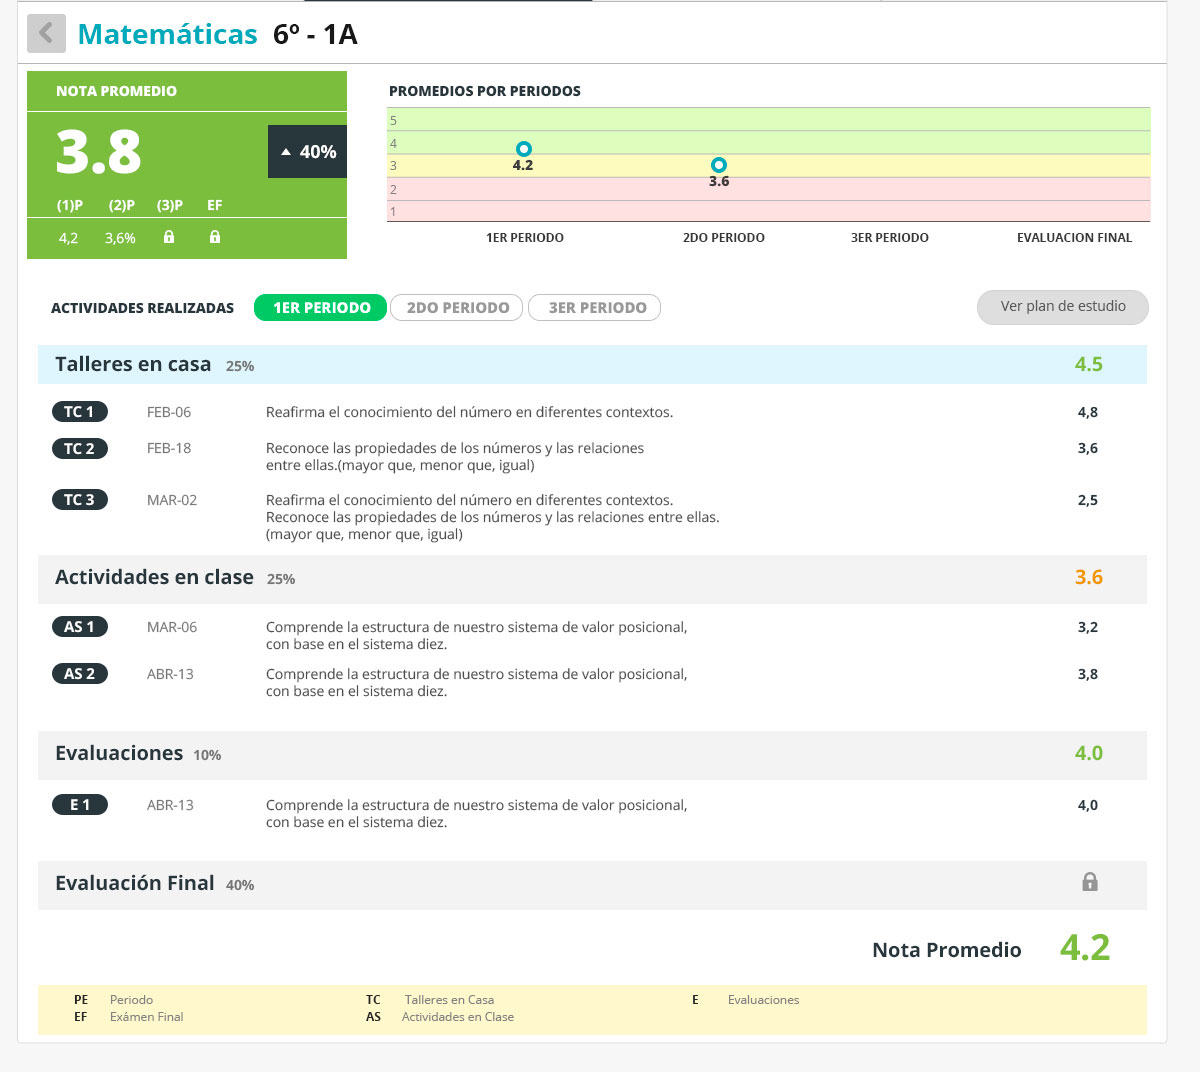 Matemáticas 6º - 1A
NOTA PROMEDIO
3.8
40%
(1)P (2)P (3)P EF
4,2 3,6%
PROMEDIOS POR PERIODOS
5
4
3
2
1
4.2
3.6
1ER PERIODO 2DO PERIODO 3ER PERIODO EVALUACION FINAL
ACTIVIDADES REALIZADAS 1ER PERIODO 2DO PERIODO 3ER PERIODO Ver plan de estudio
Talleres en casa 25% 4.5
TC 1 FEB-06 Reafirma el conocimiento del número en diferentes contextos. 4,8
TC 2 FEB-18 Reconoce las propiedades de los números y las relaciones 3,6
entre ellas.(mayor que, menor que, igual)
TC 3 MAR-02 Reafirma el conocimiento del número en diferentes contextos. 2,5
Reconoce las propiedades de los números y las relaciones entre ellas.
(mayor que, menor que, igual)
Actividades en clase 25% 3.6
AS 1 MAR-06 Comprende la estructura de nuestro sistema de valor posicional, 3,2
con base en el sistema diez.
AS 2 ABR-13 Comprende la estructura de nuestro sistema de valor posicional, 3,8
con base en el sistema diez.
Evaluaciones 10% 4.0
E 1 ABR-13 Comprende la estructura de nuestro sistema de valor posicional, 4,0
con base en el sistema diez.
Evaluación Final 40%
Nota Promedio 4.2
PE Periodo TC Talleres en Casa E Evaluaciones
EF Exámen Final AS Actividades en Clase